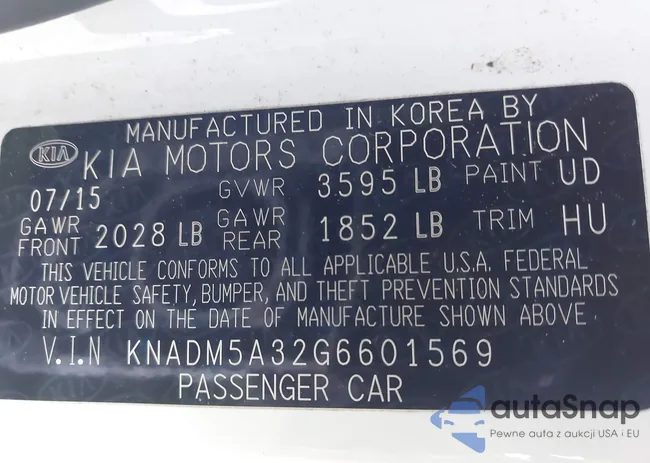 MANUFACTURED IN KOREA BY
KIA KIA MOTORS CORPORATION
07/15 GVWR 3595 LB PAINT UD
GAWR FRONT 2028 LB GAWR REAR 1852 LB TRIM HU
THIS VEHICLE CONFORMS TO ALL APPLICABLE U.S.A. FEDERAL
MOTOR VEHICLE SAFETY, BUMPER, AND THEFT PREVENTION STANDARDS
IN EFFECT ON THE DATE OF MANUFACTURE SHOWN ABOVE
V.I.N KNADM5A32G6601569
PASSENGER CAR
autaSnap
Pewne auta z aukcji USA i EU